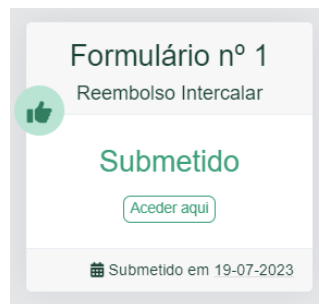 Formulário nº 1
Reembolso Intercalar
Submetido
Aceder aqui
Submetido em 19-07-2023